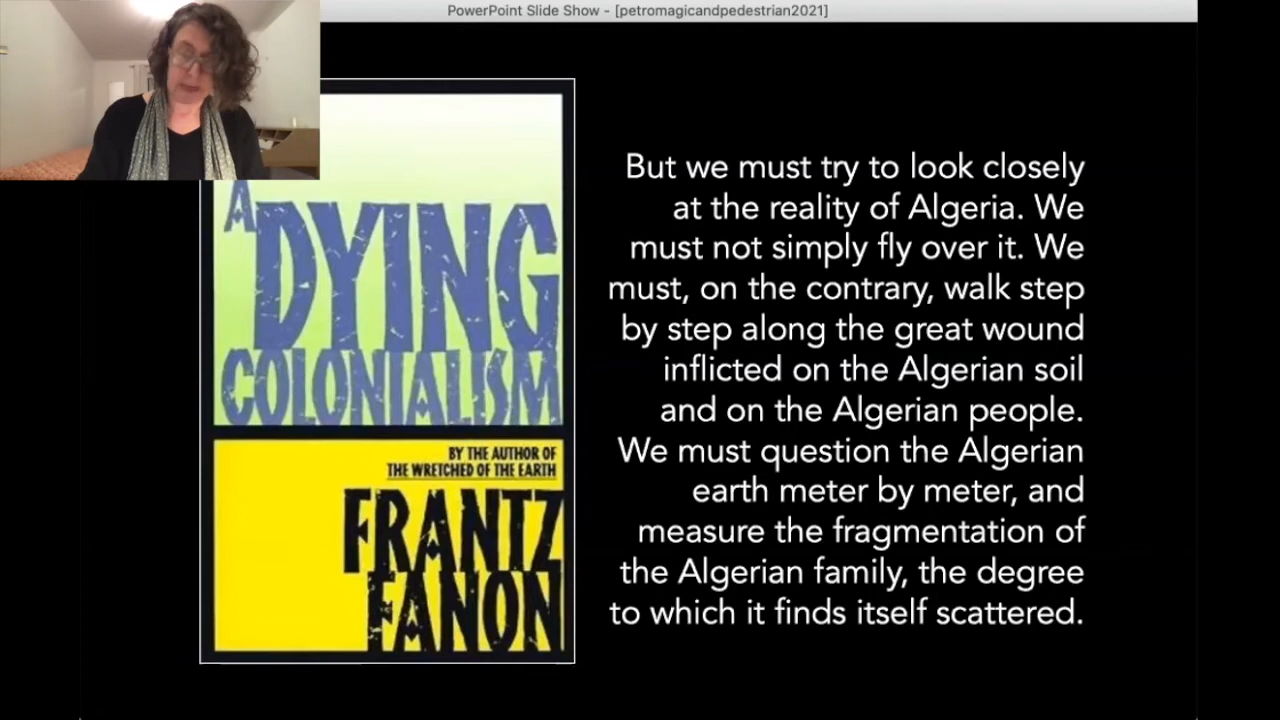 PowerPoint Slide Show - [petromagicandpedestrian2021]
A
DYING
COLONIALISM
BY THE AUTHOR OF
THE WRETCHED OF THE EARTH
FRANTZ
FANON
But we must try to look closely
at the reality of Algeria. We
must not simply fly over it. We
must, on the contrary, walk step
by step along the great wound
inflicted on the Algerian soil
and on the Algerian people.
We must question the Algerian
earth meter by meter, and
measure the fragmentation of
the Algerian family, the degree
to which it finds itself scattered.